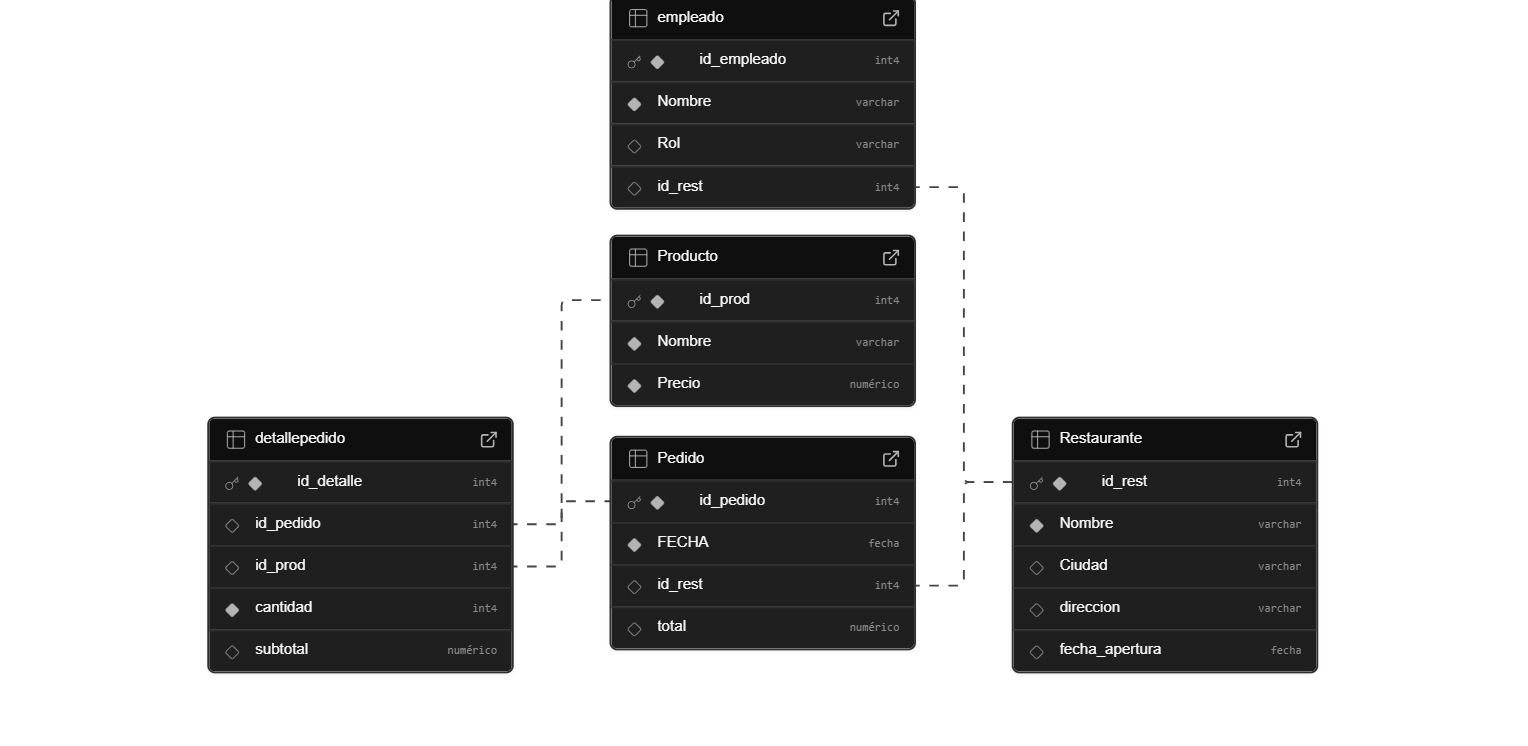 empleado
id_empleado int4
Nombre varchar
Rol varchar
id_rest int4
Producto
id_prod int4
Nombre varchar
Precio numérico
detallepedido
id_detalle int4
id_pedido int4
id_prod int4
cantidad int4
subtotal numérico
Pedido
id_pedido int4
FECHA fecha
id_rest int4
total numérico
Restaurante
id_rest int4
Nombre varchar
Ciudad varchar
direccion varchar
fecha_apertura fecha